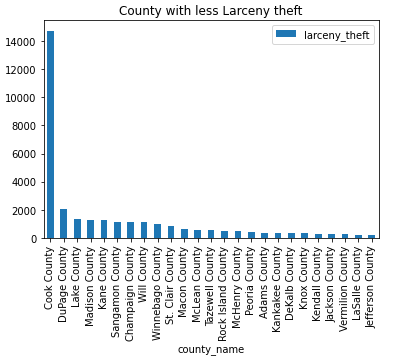 County with less Larceny theft
larceny_theft
14000
12000
10000
8000
6000
4000
2000
0
Cook County
DuPage County
Lake County
Madison County
Kane County
Sangamon County
Champaign County
Will County
Winnebago County
St. Clair County
Macon County
McLean County
Tazewell County
Rock Island County
McHenry County
Peoria County
Adams County
Kankakee County
DeKalb County
Knox County
Kendall County
Jackson County
Vermilion County
LaSalle County
Jefferson County
county_name